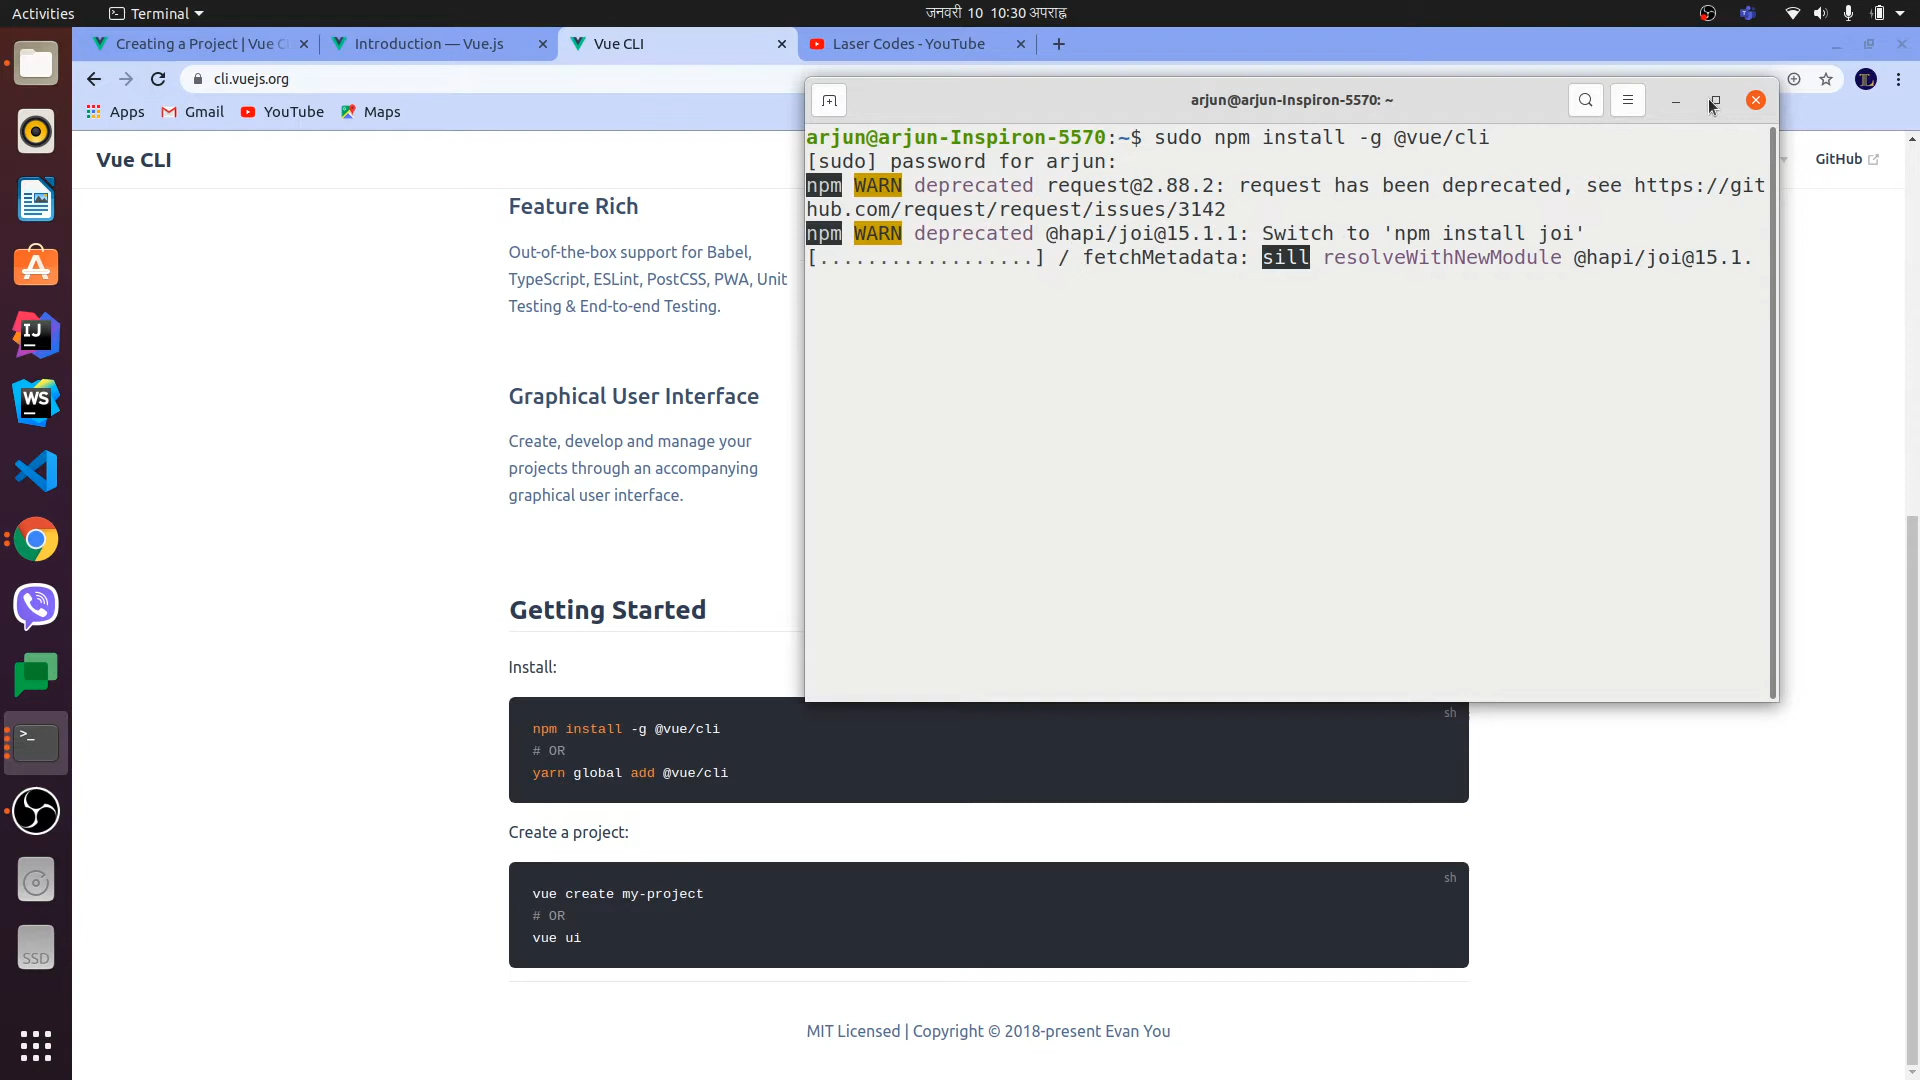 Activities
Terminal
जनवरी 10 10:30 अपराह्न
Creating a Project | Vue C
Introduction — Vue.js
Vue CLI
Laser Codes - YouTube
cli.vuejs.org
Apps
Gmail
YouTube
Maps
arjun@arjun-Inspiron-5570: ~
arjun@arjun-Inspiron-5570:~$ sudo npm install -g @vue/cli
[sudo] password for arjun:
npm WARN deprecated request@2.88.2: request has been deprecated, see https://git
hub.com/request/request/issues/3142
npm WARN deprecated @hapi/joi@15.1.1: Switch to 'npm install joi'
[..................] / fetchMetadata: sill resolveWithNewModule @hapi/joi@15.1.
Vue CLI
GitHub
Feature Rich
Out-of-the-box support for Babel,
TypeScript, ESLint, PostCSS, PWA, Unit
Testing & End-to-end Testing.
Graphical User Interface
Create, develop and manage your
projects through an accompanying
graphical user interface.
Getting Started
Install:
sh
npm install -g @vue/cli
# OR
yarn global add @vue/cli
Create a project:
sh
vue create my-project
# OR
vue ui
MIT Licensed | Copyright © 2018-present Evan You
IJ
WS
>_
SSD